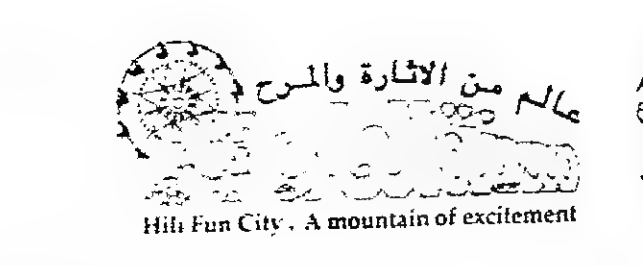 عالم من الاثارة والمرح
Hili Fun City. A mountain of excitement